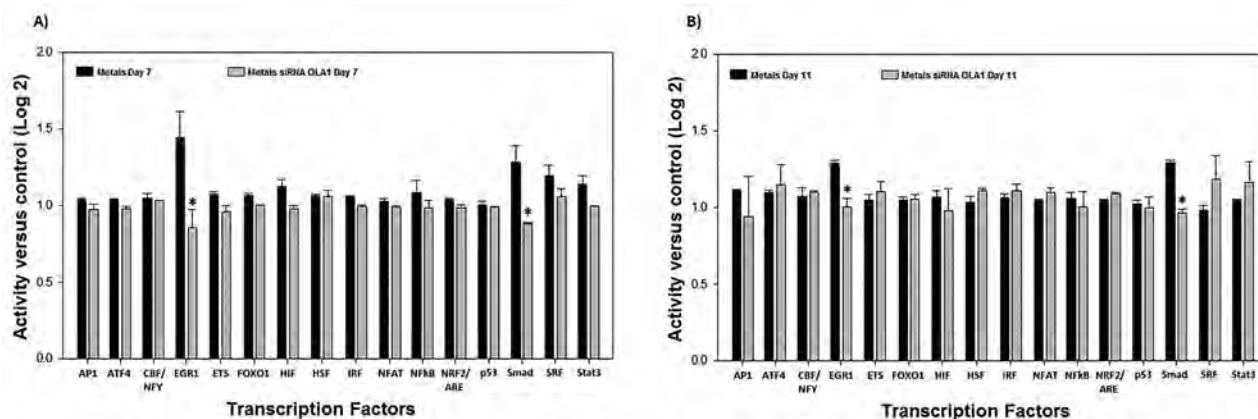 A)
2.0
1.5
1.0
0.5
0.0
Activity versus control (Log 2)
Metals Day 7
Metals siRNA OLA1 Day 7
*
*
AP1 ATF4 CBF/ EGR1 ETS FOXO1 HIF HSF IRF NFAT NFkB NRF2/ p53 Smad SRF Stat3
NFY ARE
Transcription Factors
B)
2.0
1.5
1.0
0.5
0.0
Activity versus control (Log 2)
Metals Day 11
Metals siRNA OLA1 Day 11
*
*
AP1 ATF4 CBF/ EGR1 ETS FOXO1 HIF HSF IRF NFAT NFkB NRF2/ p53 Smad SRF Stat3
NFY ARE
Transcription Factors